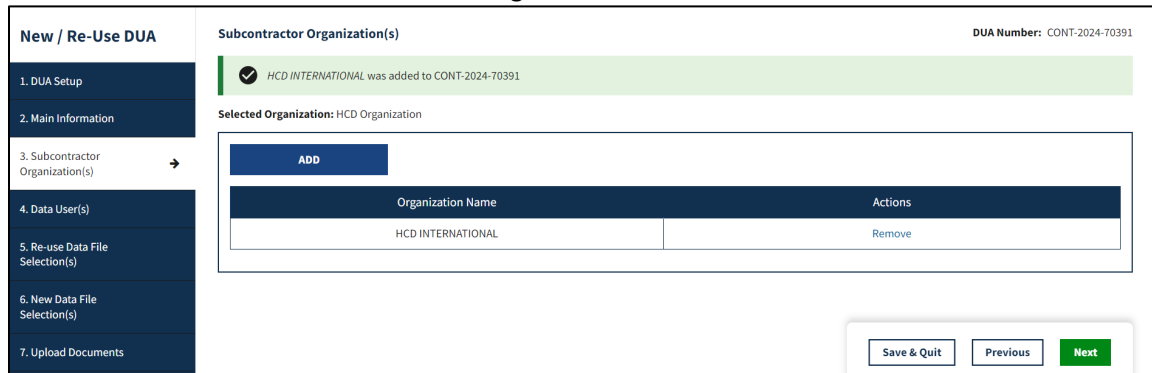 New / Re-Use DUA
1. DUA Setup
2. Main Information
3. Subcontractor
Organization(s)
4. Data User(s)
5. Re-use Data File
Selection(s)
6. New Data File
Selection(s)
7. Upload Documents
Subcontractor Organization(s)
DUA Number: CONT-2024-70391
HCD INTERNATIONAL was added to CONT-2024-70391
Selected Organization: HCD Organization
ADD
Organization Name Actions
HCD INTERNATIONAL Remove
Save & Quit Previous Next